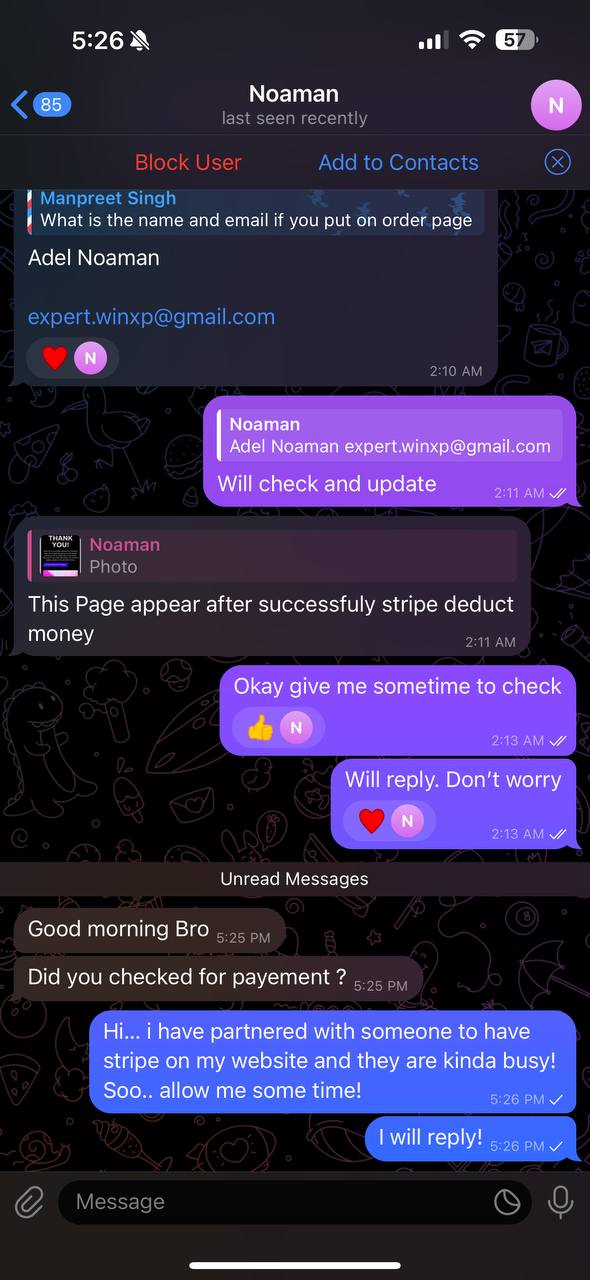 5:26
57
85
Noaman
last seen recently
N
Block User
Add to Contacts
Manpreet Singh
What is the name and email if you put on order page
Adel Noaman
expert.winxp@gmail.com
N
2:10 AM
Noaman
Adel Noaman expert.winxp@gmail.com
Will check and update
2:11 AM
THANK
YOU!
Noaman
Photo
This Page appear after successfuly stripe deduct
money
2:11 AM
Okay give me sometime to check
N
2:13 AM
Will reply. Don’t worry
N
2:13 AM
Unread Messages
Good morning Bro
5:25 PM
Did you checked for payement ?
5:25 PM
Hi... i have partnered with someone to have
stripe on my website and they are kinda busy!
Soo.. allow me some time!
5:26 PM
I will reply!
5:26 PM
Message